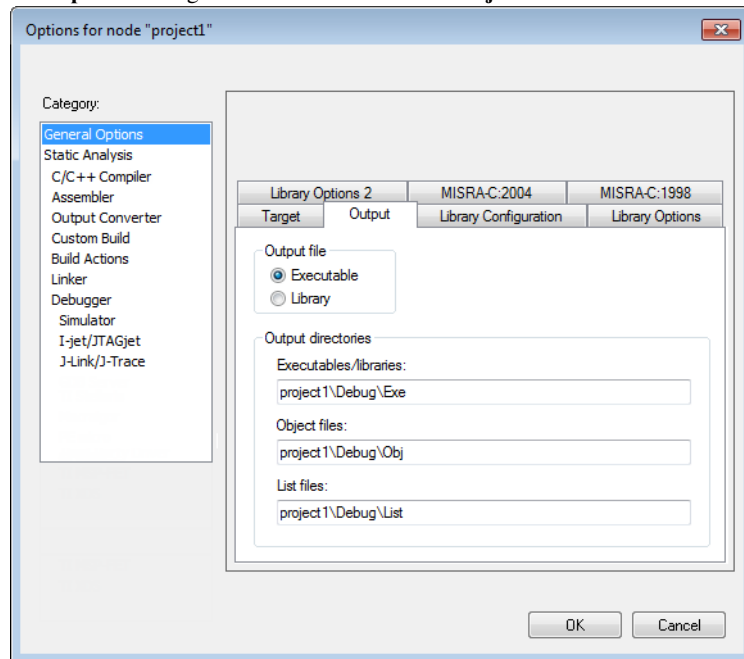 Options for node "project1"
Category:
General Options
Static Analysis
C/C++ Compiler
Assembler
Output Converter
Custom Build
Build Actions
Linker
Debugger
Simulator
I-jet/JTAGjet
J-Link/J-Trace
Library Options 2 MISRA-C:2004 MISRA-C:1998
Target Output Library Configuration Library Options
Output file
Executable
Library
Output directories
Executables/libraries:
project1\Debug\Exe
Object files:
project1\Debug\Obj
List files:
project1\Debug\List
OK Cancel